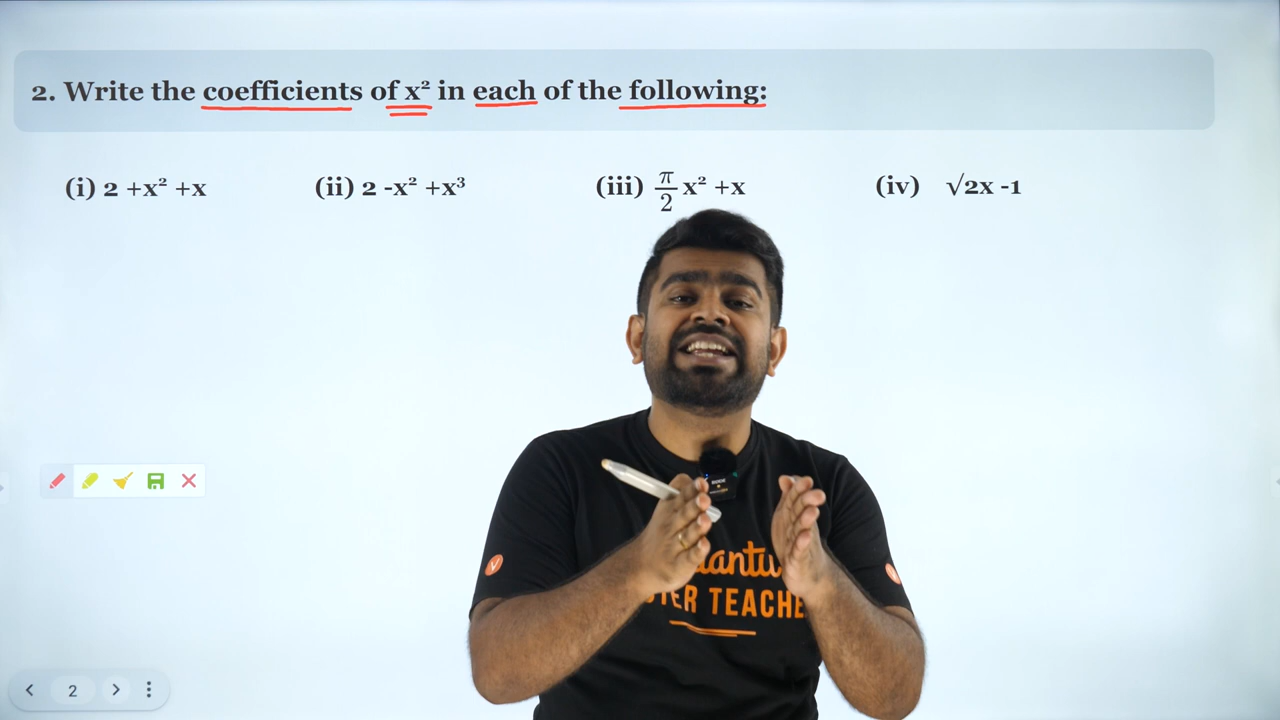 2. Write the coefficients of x² in each of the following:
(i) 2 +x² +x (ii) 2 -x² +x³ (iii) π/2 x² +x (iv) √2x -1
2